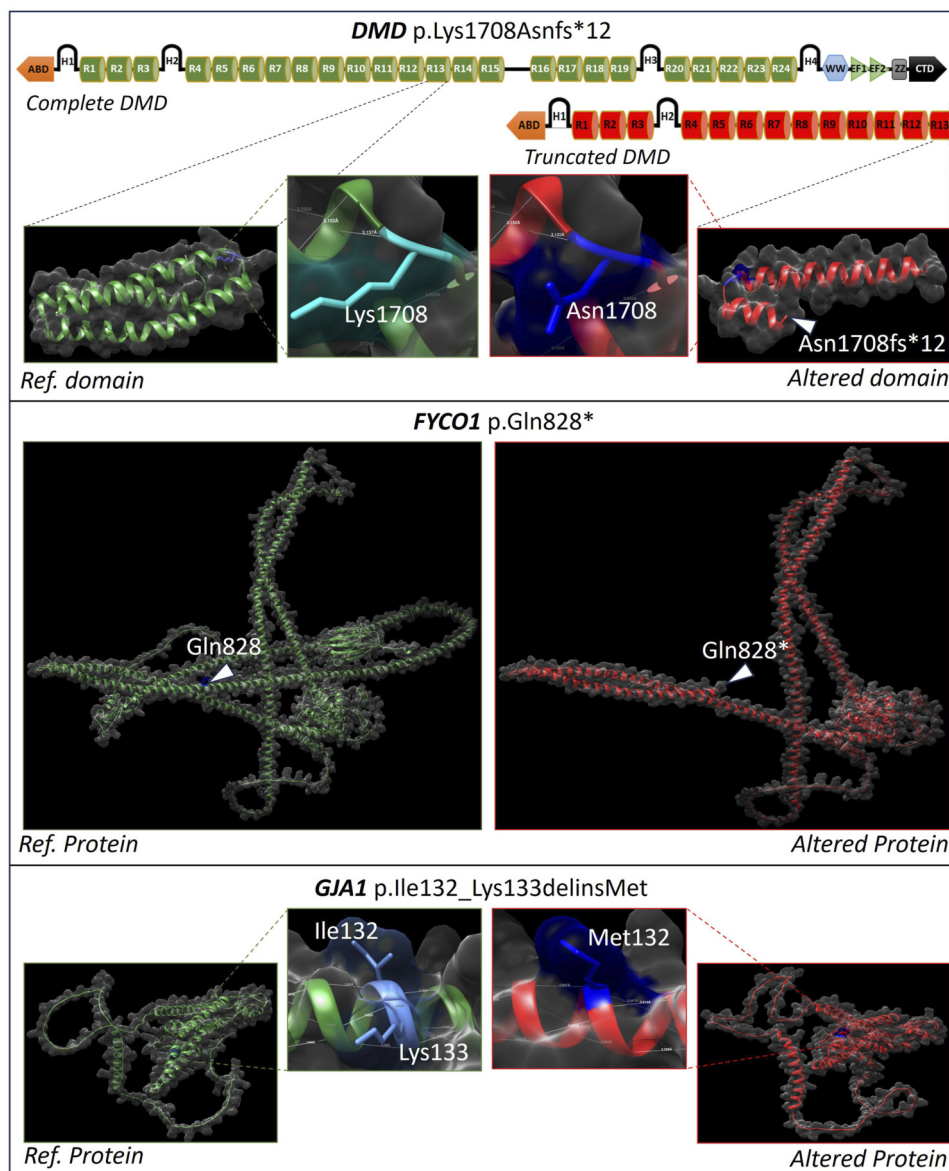 DMD p.Lys1708Asnfs*12
ABD H1 R1 R2 R3 H2 R4 R5 R6 R7 R8 R9 R10 R11 R12 R13 R14 R15 R16 R17 R18 R19 H3 R20 R21 R22 R23 R24 H4 WW EF1 EF2 ZZ CTD
Complete DMD
ABD H1 R1 R2 R3 H2 R4 R5 R6 R7 R8 R9 R10 R11 R12 R13
Truncated DMD
3.137Å
Lys1708
Asn1708
Asn1708fs*12
Ref. domain
Altered domain
FYCO1 p.Gln828*
Gln828
Gln828*
Ref. Protein
Altered Protein
GJA1 p.Ile132_Lys133delinsMet
Ile132
Met132
Lys133
Ref. Protein
Altered Protein